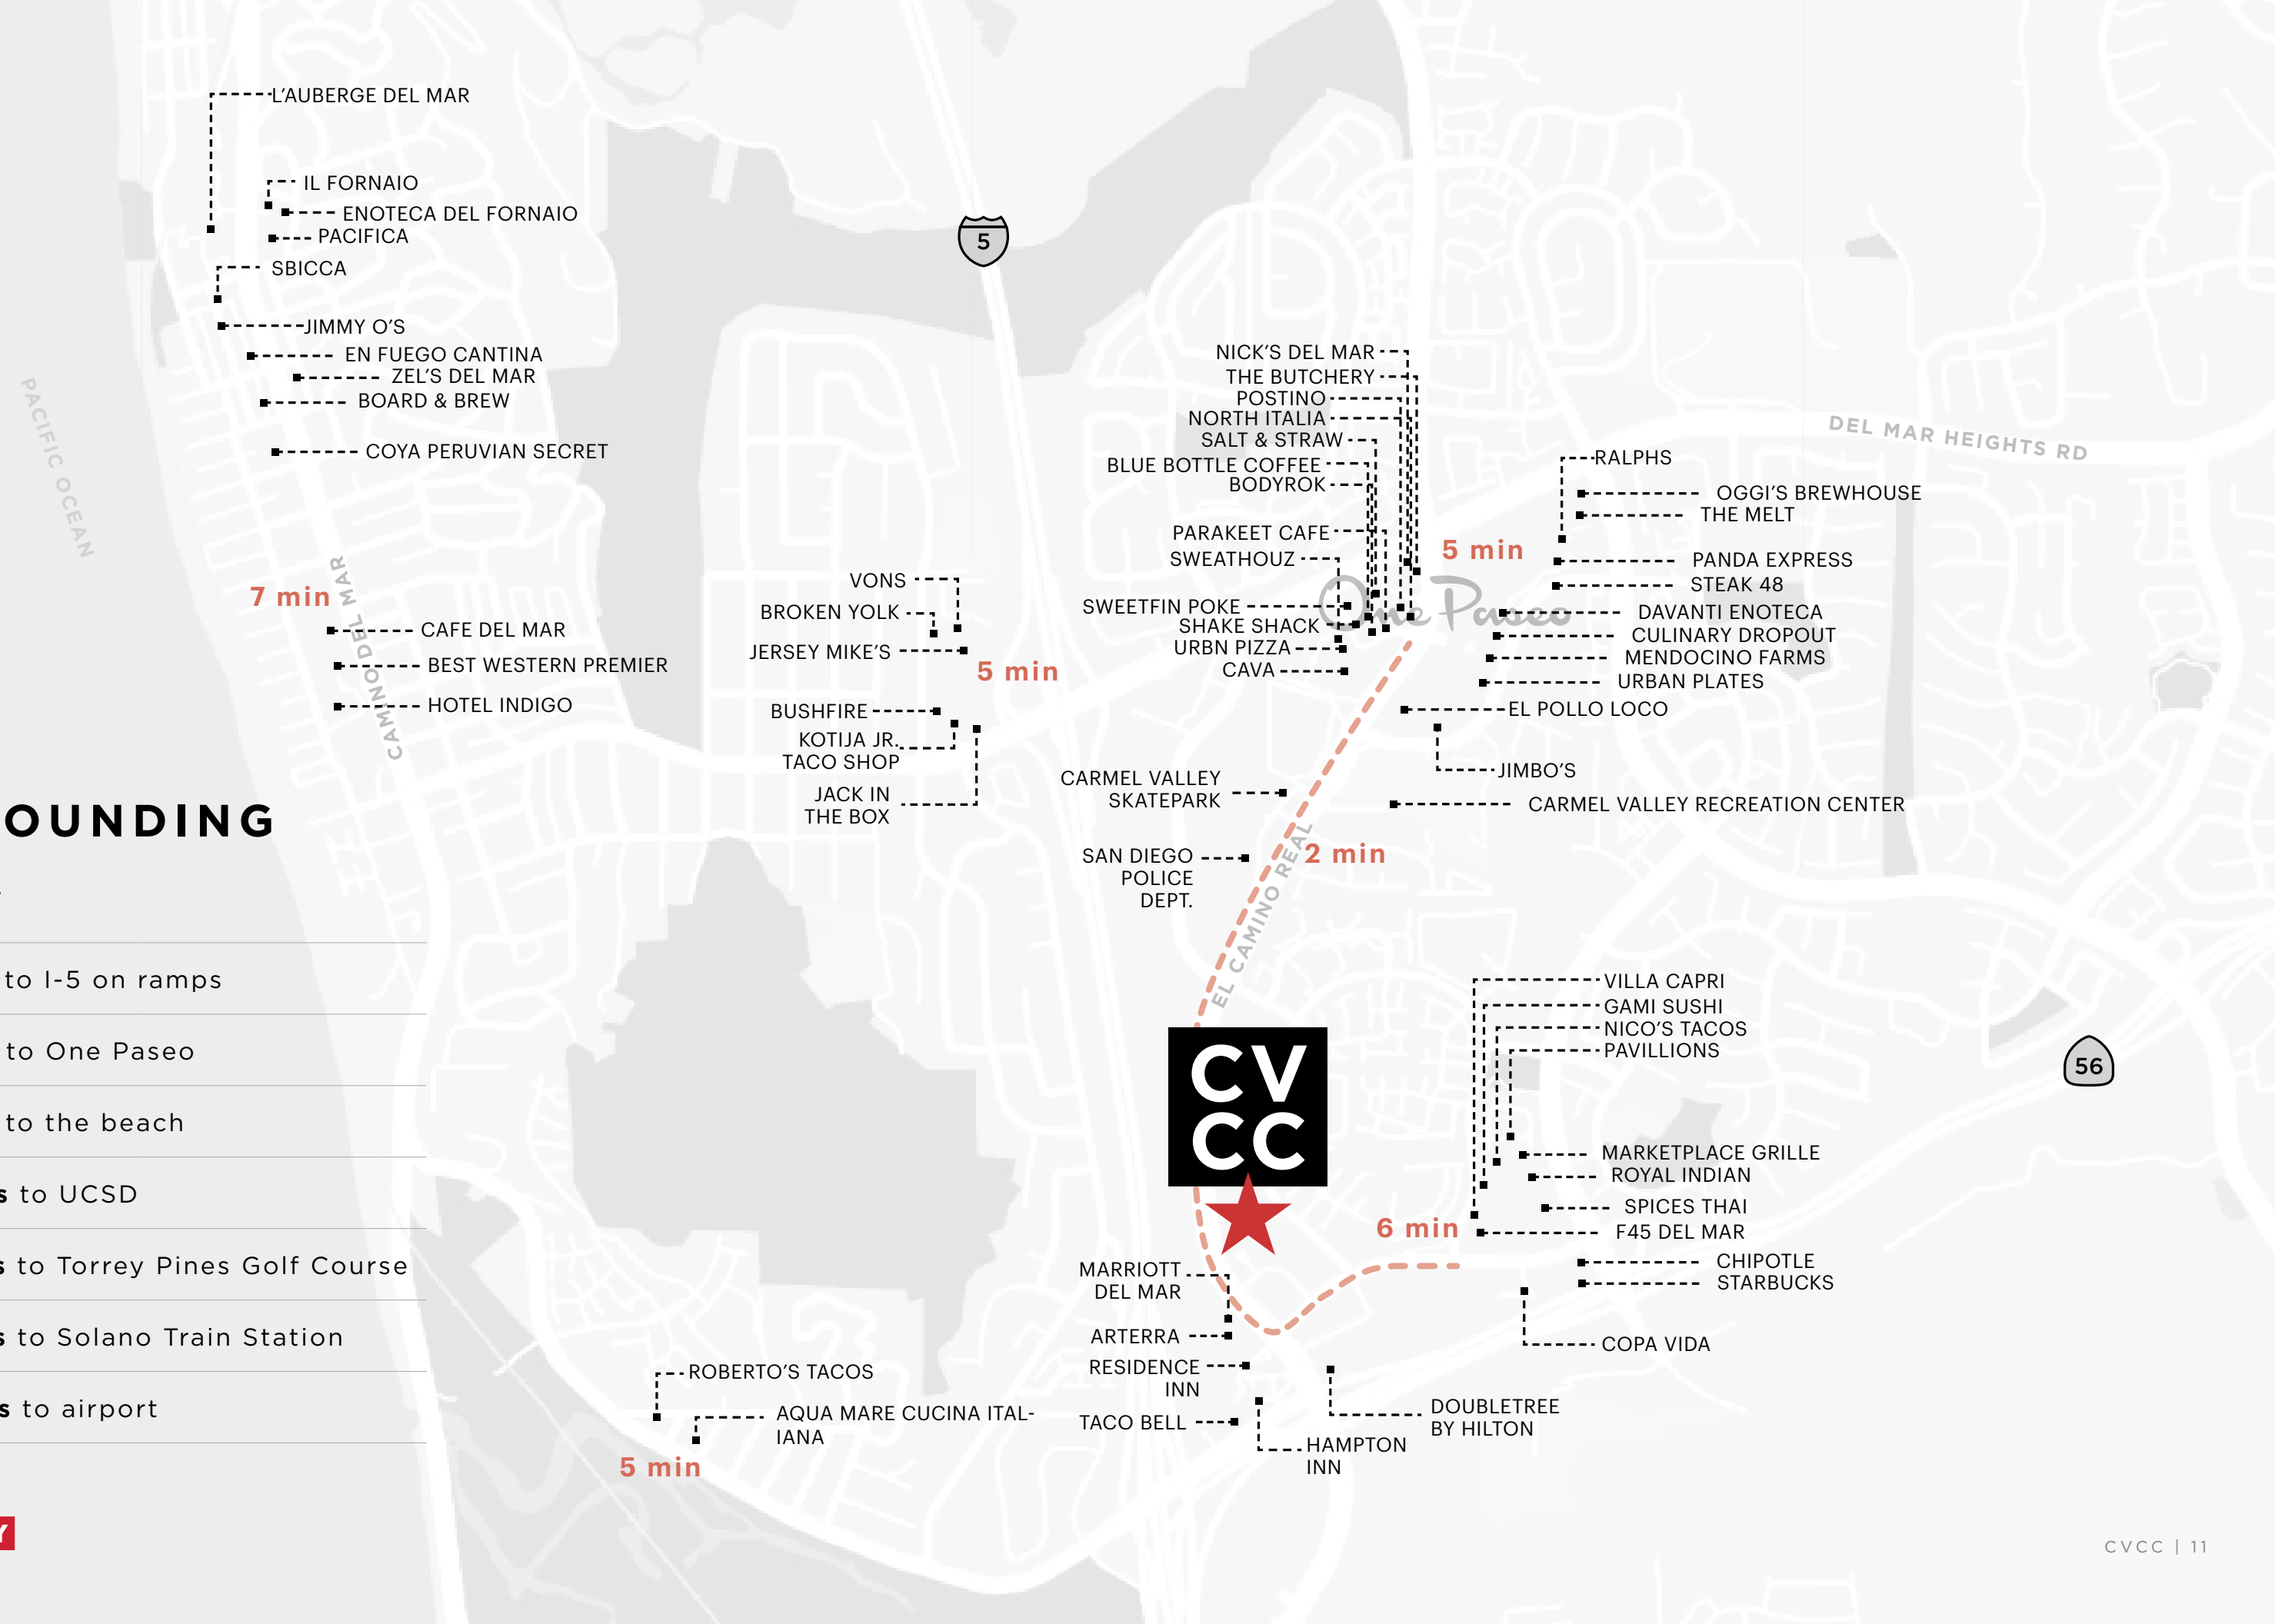 L'AUBERGE DEL MAR
IL FORNAIO
ENOTECA DEL FORNAIO
PACIFICA
SBICCA
JIMMY O'S
EN FUEGO CANTINA
ZEL'S DEL MAR
BOARD & BREW
COYA PERUVIAN SECRET
PACIFIC OCEAN
CAMINO DEL MAR
7 min
CAFE DEL MAR
BEST WESTERN PREMIER
HOTEL INDIGO
5
VONS
BROKEN YOLK
JERSEY MIKE'S
5 min
BUSHFIRE
KOTIJA JR.
TACO SHOP
JACK IN
THE BOX
NICK'S DEL MAR
THE BUTCHERY
POSTINO
NORTH ITALIA
SALT & STRAW
BLUE BOTTLE COFFEE
BODYROK
PARAKEET CAFE
SWEATHOUZ
SWEETFIN POKE
SHAKE SHACK
URBN PIZZA
CAVA
5 min
One Paseo
DEL MAR HEIGHTS RD
RALPHS
OGGI'S BREWHOUSE
THE MELT
PANDA EXPRESS
STEAK 48
DAVANTI ENOTECA
CULINARY DROPOUT
MENDOCINO FARMS
URBAN PLATES
EL POLLO LOCO
JIMBO'S
CARMEL VALLEY RECREATION CENTER
CARMEL VALLEY
SKATEPARK
SAN DIEGO
POLICE
DEPT.
2 min
EL CAMINO REAL
OUNDING
to I-5 on ramps
to One Paseo
to the beach
s to UCSD
s to Torrey Pines Golf Course
s to Solano Train Station
s to airport
Y
CV
CC
VILLA CAPRI
GAMI SUSHI
NICO'S TACOS
PAVILLIONS
MARKETPLACE GRILLE
ROYAL INDIAN
SPICES THAI
F45 DEL MAR
6 min
CHIPOTLE
STARBUCKS
COPA VIDA
56
MARRIOTT
DEL MAR
ARTERRA
RESIDENCE
INN
TACO BELL
HAMPTON
INN
DOUBLETREE
BY HILTON
ROBERTO'S TACOS
AQUA MARE CUCINA ITAL-
IANA
5 min
CVCC | 11